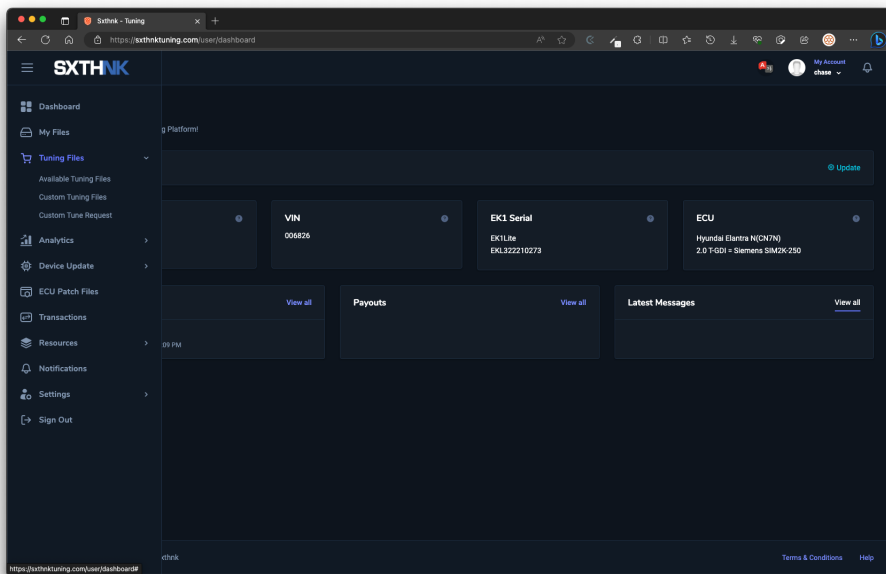 Sxthnk - Tuning
https://sxthnktuning.com/user/dashboard
SXTHNK
My Account
chase
Dashboard
My Files
g Platform!
Tuning Files
Update
Available Tuning Files
Custom Tuning Files
Custom Tune Request
VIN
006826
EK1 Serial
EK1Lite
EKL322210273
ECU
Hyundai Elantra N(CN7N)
2.0 T-GDI = Siemens SIM2K-250
Analytics
Device Update
ECU Patch Files
View all
Payouts
View all
Latest Messages
View all
Transactions
Resources
:09 PM
Notifications
Settings
Sign Out
xthnk
Terms & Conditions
Help
https://sxthnktuning.com/user/dashboard#